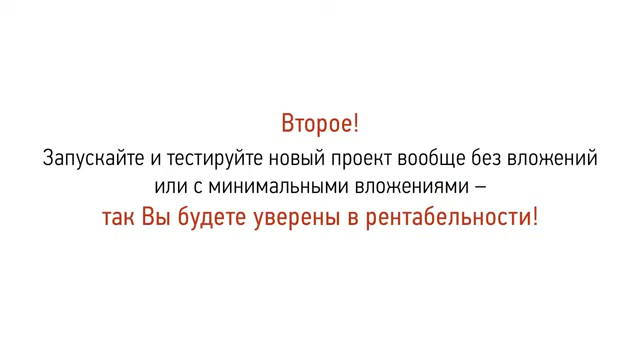 Второе!
Запускайте и тестируйте новый проект вообще без вложений
или с минимальными вложениями –
так Вы будете уверены в рентабельности!